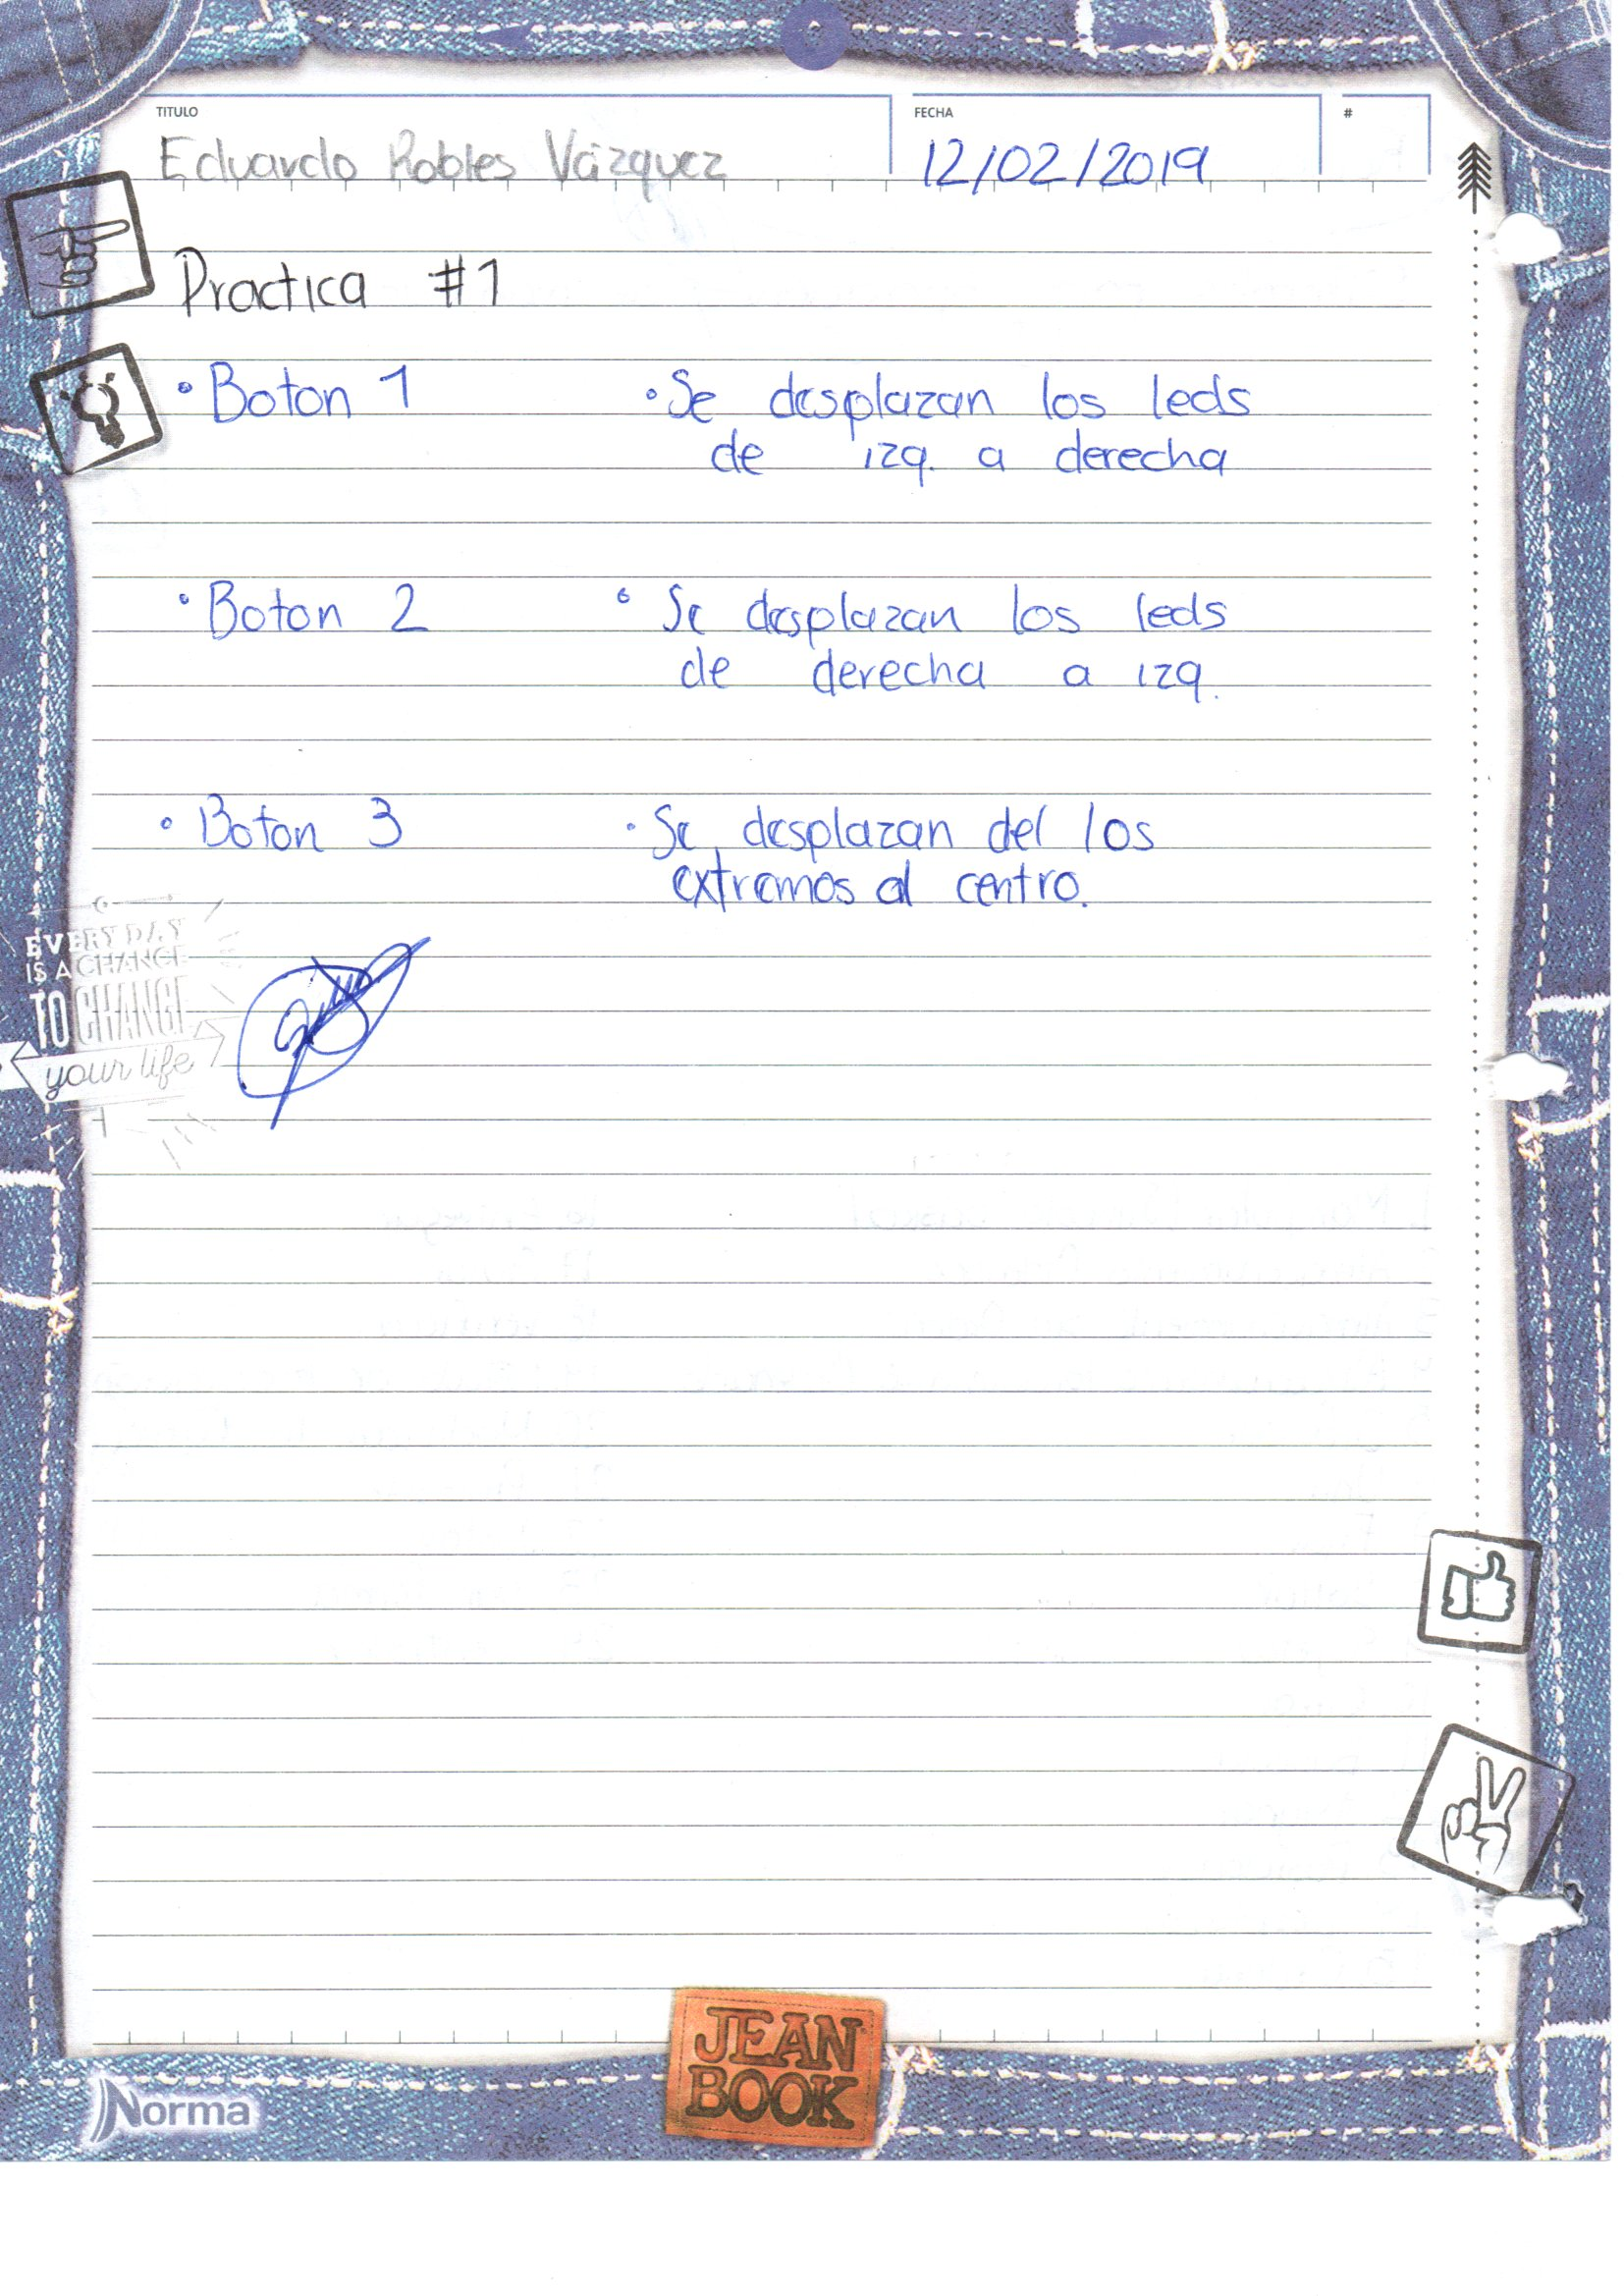 TITULO
FECHA
#
Eduardo Robles Vázquez
12/02/2019
Practica #1
• Boton 1
• Se desplazan los leds
de izq. a derecha
• Boton 2
• Se desplazan los leds
de derecha a izq.
• Boton 3
• Se desplazan del los
extremos al centro.
EVERY DAY
IS A CHANCE
TO CHANGE
your life
JEAN
BOOK
Norma